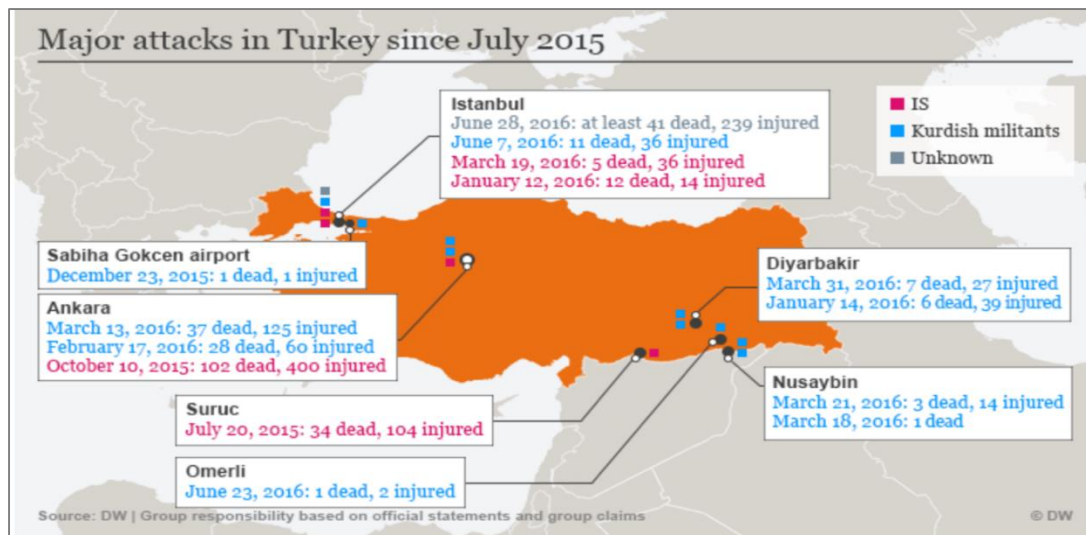 Major attacks in Turkey since July 2015
IS
Kurdish militants
Unknown
Istanbul
June 28, 2016: at least 41 dead, 239 injured
June 7, 2016: 11 dead, 36 injured
March 19, 2016: 5 dead, 36 injured
January 12, 2016: 12 dead, 14 injured
Sabiha Gokcen airport
December 23, 2015: 1 dead, 1 injured
Ankara
March 13, 2016: 37 dead, 125 injured
February 17, 2016: 28 dead, 60 injured
October 10, 2015: 102 dead, 400 injured
Diyarbakir
March 31, 2016: 7 dead, 27 injured
January 14, 2016: 6 dead, 39 injured
Suruc
July 20, 2015: 34 dead, 104 injured
Nusaybin
March 21, 2016: 3 dead, 14 injured
March 18, 2016: 1 dead
Omerli
June 23, 2016: 1 dead, 2 injured
Source: DW | Group responsibility based on official statements and group claims
© DW